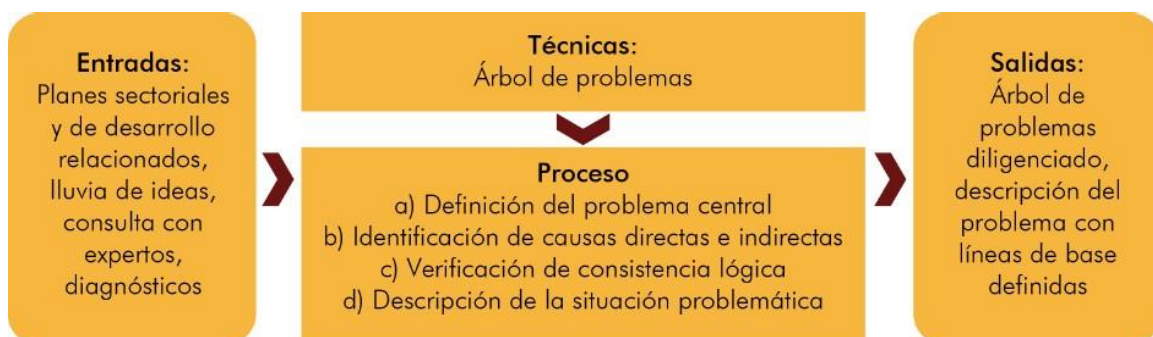 Entradas:
Planes sectoriales
y de desarrollo
relacionados,
lluvia de ideas,
consulta con
expertos,
diagnósticos
Técnicas:
Árbol de problemas
Proceso
a) Definición del problema central
b) Identificación de causas directas e indirectas
c) Verificación de consistencia lógica
d) Descripción de la situación problemática
Salidas:
Árbol de
problemas
diligenciado,
descripción del
problema con
líneas de base
definidas